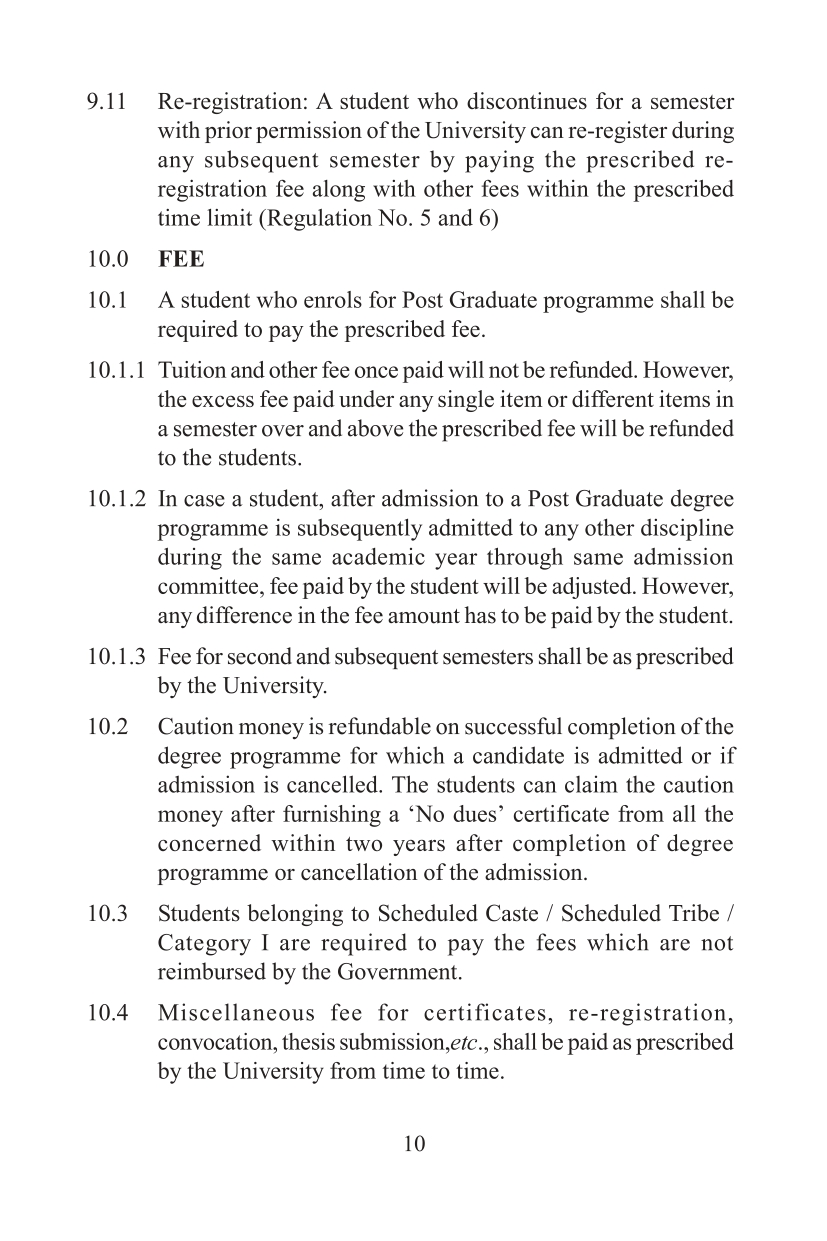 9.11 Re-registration: A student who discontinues for a semester
with prior permission of the University can re-register during
any subsequent semester by paying the prescribed re-
registration fee along with other fees within the prescribed
time limit (Regulation No. 5 and 6)
10.0 FEE
10.1 A student who enrols for Post Graduate programme shall be
required to pay the prescribed fee.
10.1.1 Tuition and other fee once paid will not be refunded. However,
the excess fee paid under any single item or different items in
a semester over and above the prescribed fee will be refunded
to the students.
10.1.2 In case a student, after admission to a Post Graduate degree
programme is subsequently admitted to any other discipline
during the same academic year through same admission
committee, fee paid by the student will be adjusted. However,
any difference in the fee amount has to be paid by the student.
10.1.3 Fee for second and subsequent semesters shall be as prescribed
by the University.
10.2 Caution money is refundable on successful completion of the
degree programme for which a candidate is admitted or if
admission is cancelled. The students can claim the caution
money after furnishing a ‘No dues’ certificate from all the
concerned within two years after completion of degree
programme or cancellation of the admission.
10.3 Students belonging to Scheduled Caste / Scheduled Tribe /
Category I are required to pay the fees which are not
reimbursed by the Government.
10.4 Miscellaneous fee for certificates, re-registration,
convocation, thesis submission,etc., shall be paid as prescribed
by the University from time to time.
10